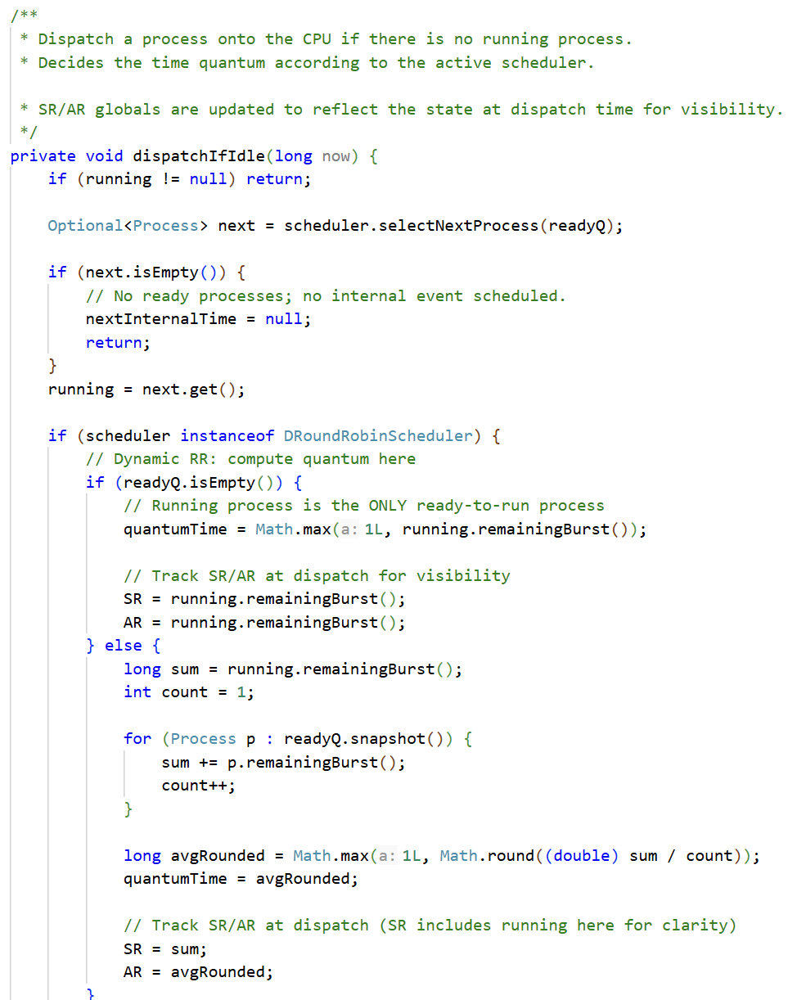 /**
 * Dispatch a process onto the CPU if there is no running process.
 * Decides the time quantum according to the active scheduler.

 * SR/AR globals are updated to reflect the state at dispatch time for visibility.
 */
private void dispatchIfIdle(long now) {
    if (running != null) return;

    Optional<Process> next = scheduler.selectNextProcess(readyQ);

    if (next.isEmpty()) {
        // No ready processes; no internal event scheduled.
        nextInternalTime = null;
        return;
    }
    running = next.get();

    if (scheduler instanceof DRoundRobinScheduler) {
        // Dynamic RR: compute quantum here
        if (readyQ.isEmpty()) {
            // Running process is the ONLY ready-to-run process
            quantumTime = Math.max(a: 1L, running.remainingBurst());

            // Track SR/AR at dispatch for visibility
            SR = running.remainingBurst();
            AR = running.remainingBurst();
        } else {
            long sum = running.remainingBurst();
            int count = 1;

            for (Process p : readyQ.snapshot()) {
                sum += p.remainingBurst();
                count++;
            }

            long avgRounded = Math.max(a: 1L, Math.round((double) sum / count));
            quantumTime = avgRounded;

            // Track SR/AR at dispatch (SR includes running here for clarity)
            SR = sum;
            AR = avgRounded;
        }